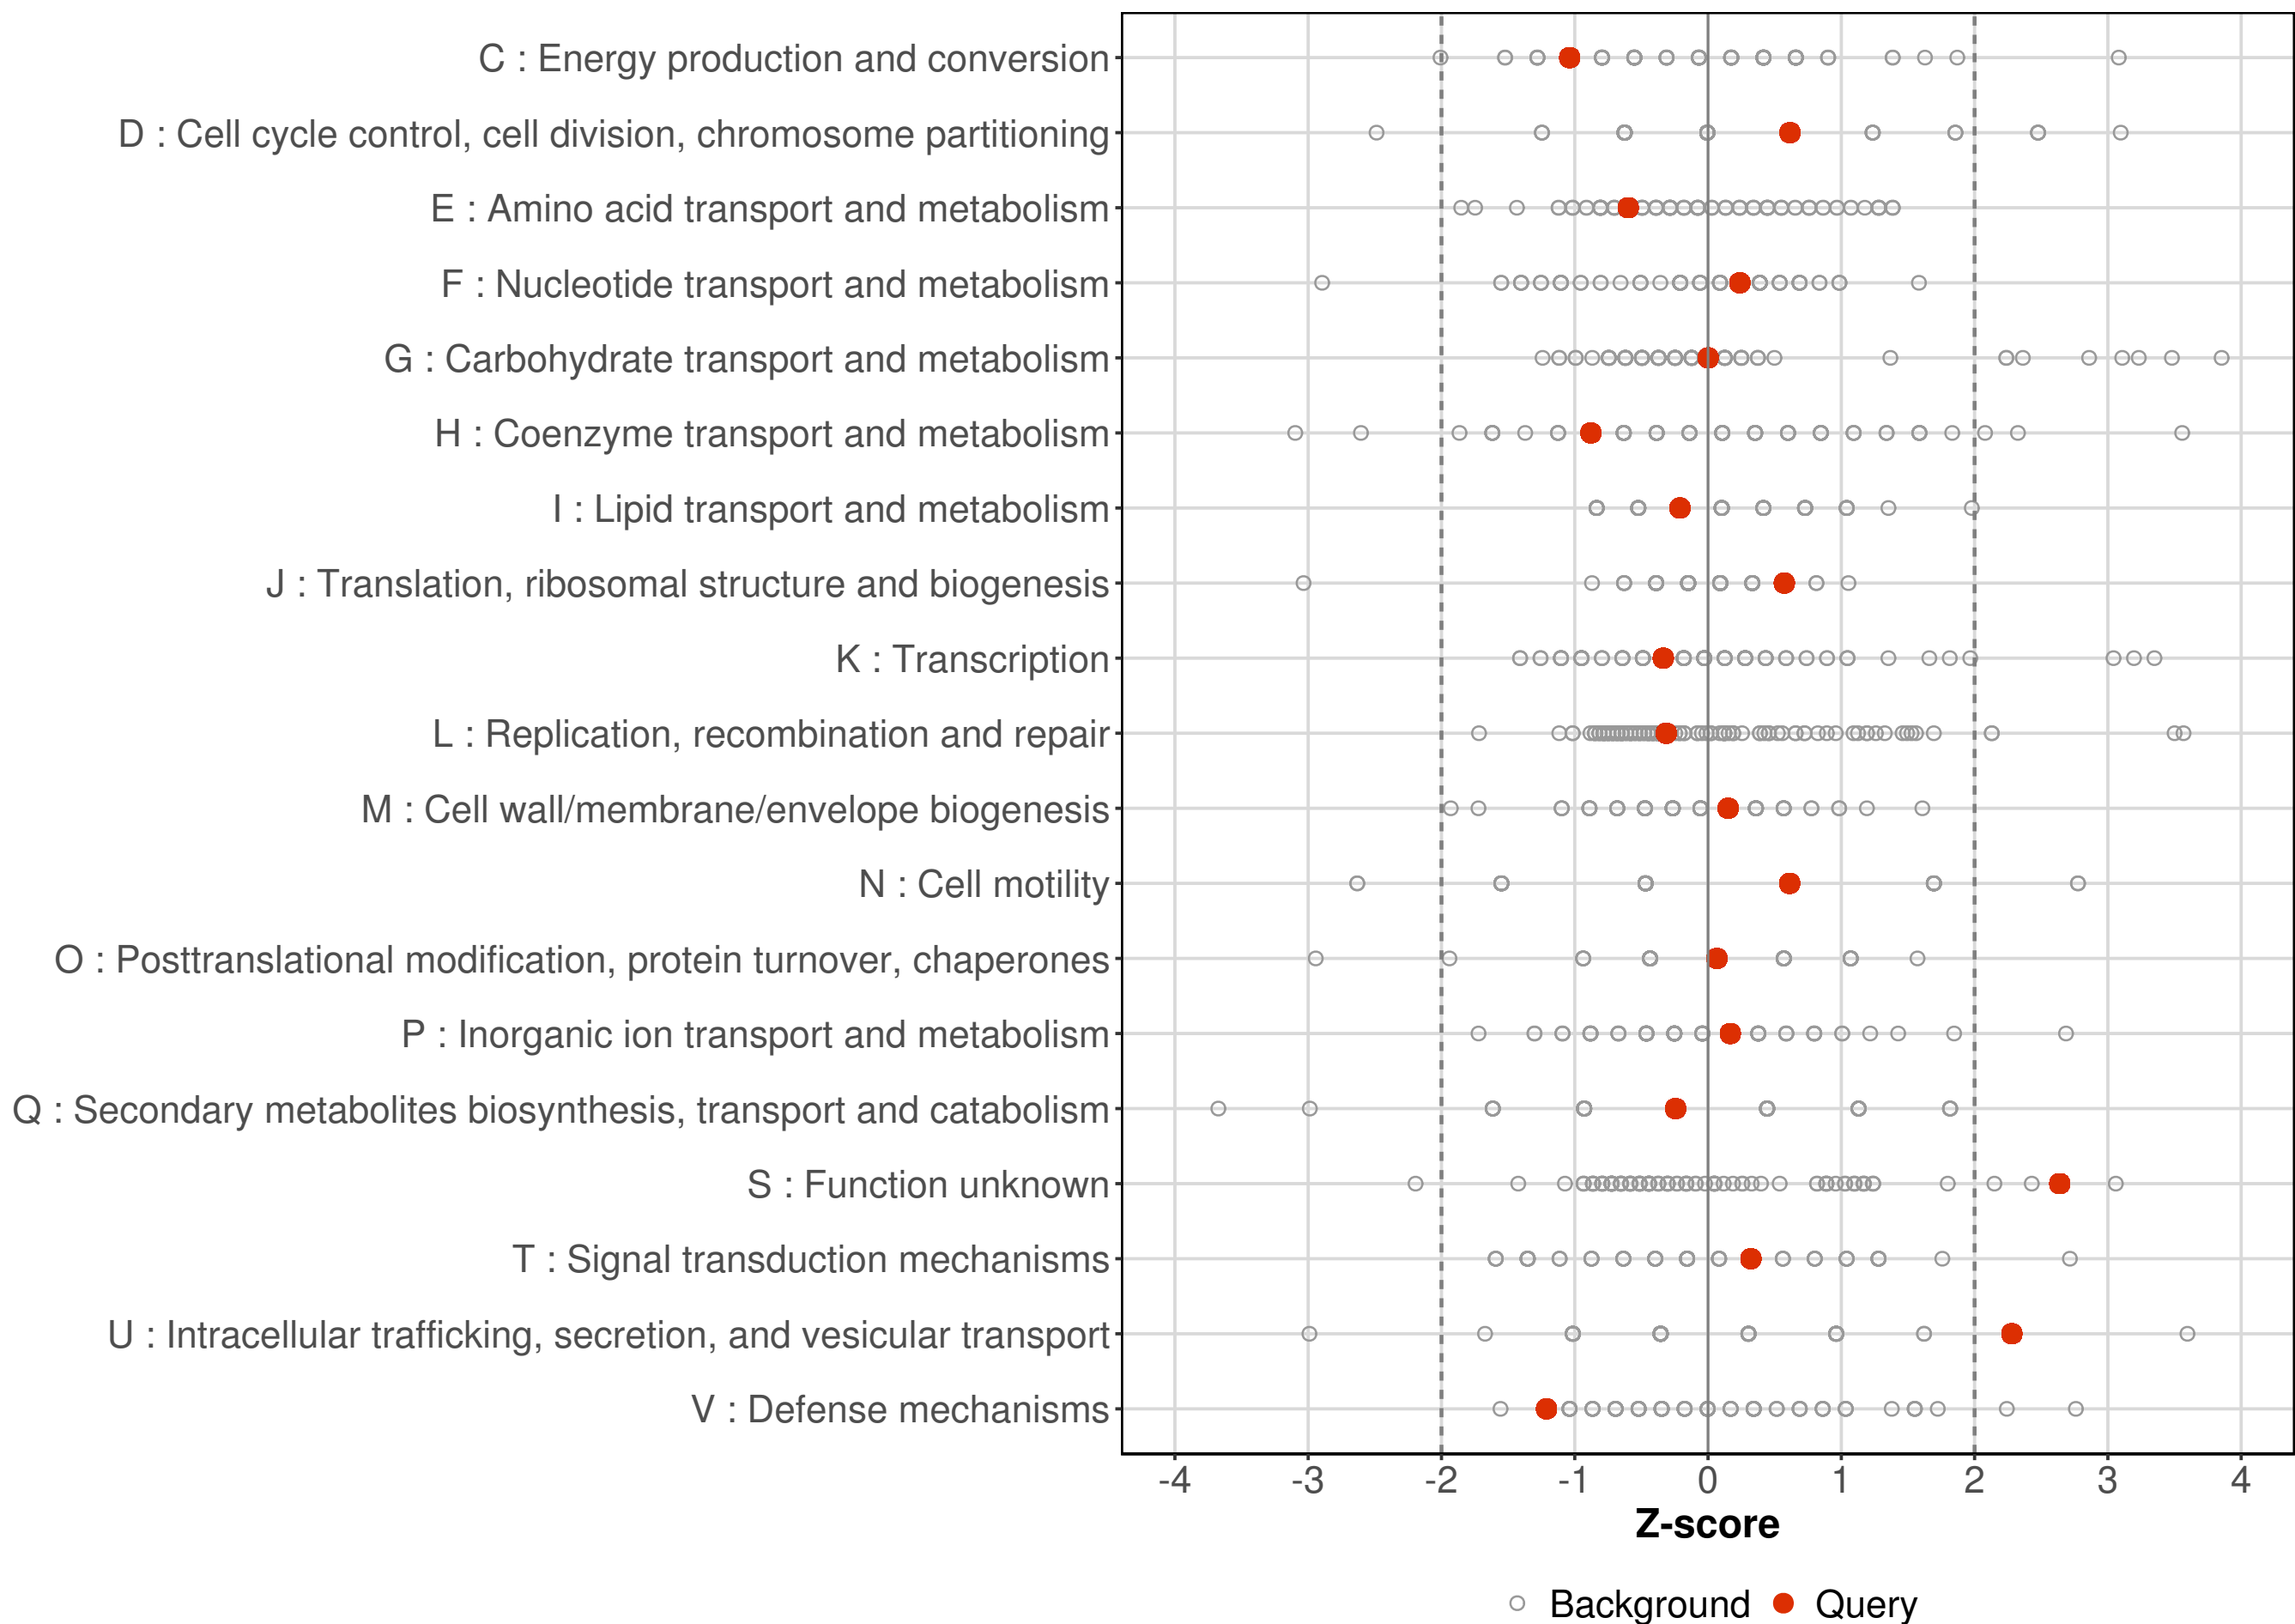 C : Energy production and conversion
D : Cell cycle control, cell division, chromosome partitioning
E : Amino acid transport and metabolism
F : Nucleotide transport and metabolism
G : Carbohydrate transport and metabolism
H : Coenzyme transport and metabolism
I : Lipid transport and metabolism
J : Translation, ribosomal structure and biogenesis
K : Transcription
L : Replication, recombination and repair
M : Cell wall/membrane/envelope biogenesis
N : Cell motility
O : Posttranslational modification, protein turnover, chaperones
P : Inorganic ion transport and metabolism
Q : Secondary metabolites biosynthesis, transport and catabolism
S : Function unknown
T : Signal transduction mechanisms
U : Intracellular trafficking, secretion, and vesicular transport
V : Defense mechanisms
-4 -3 -2 -1 0 1 2 3 4
Z-score
Background Query